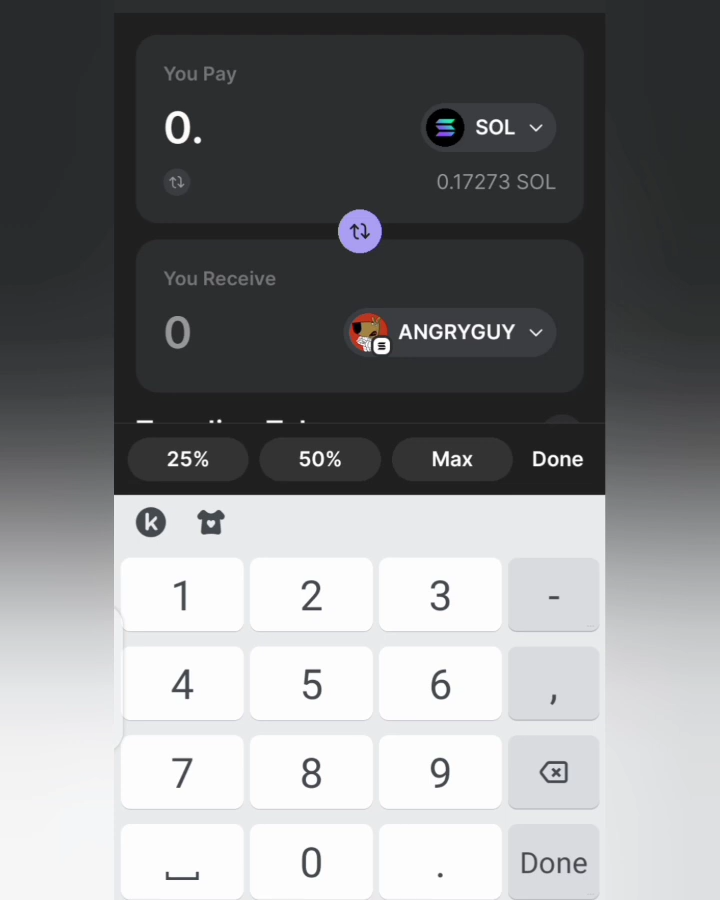 You Pay
0.
SOL
0.17273 SOL
You Receive
0
ANGRYGUY
25% 50% Max Done
k
1 2 3 -
4 5 6 ,
7 8 9
0 . Done